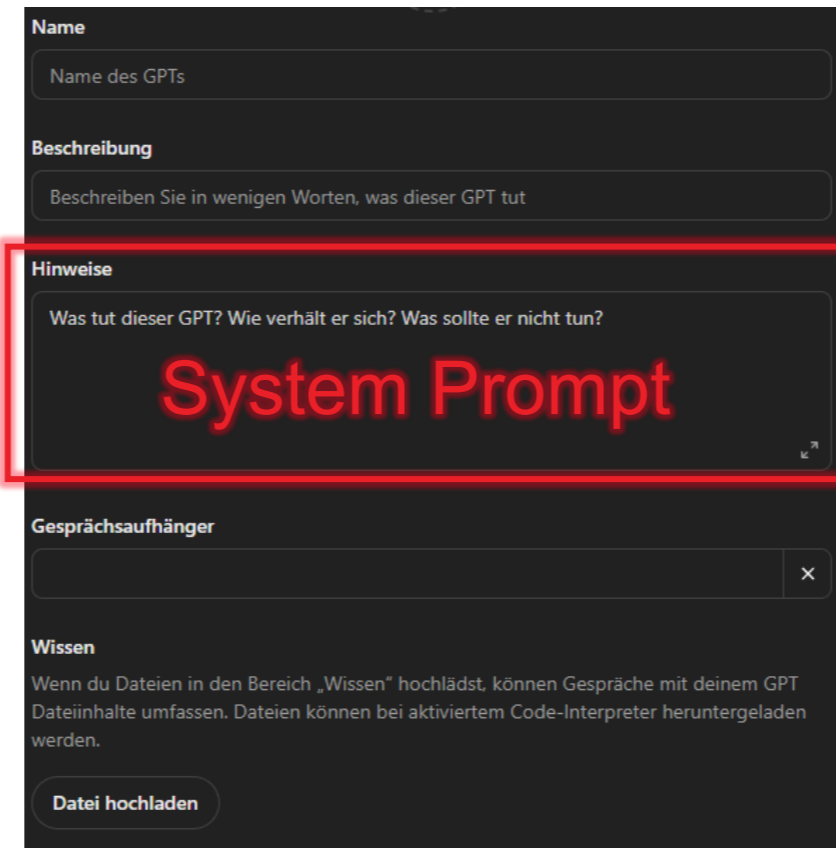 Name
Name des GPTs
Beschreibung
Beschreiben Sie in wenigen Worten, was dieser GPT tut
Hinweise
Was tut dieser GPT? Wie verhält er sich? Was sollte er nicht tun?
System Prompt
Gesprächsaufhänger
Wissen
Wenn du Dateien in den Bereich „Wissen“ hochlädst, können Gespräche mit deinem GPT
Dateiinhalte umfassen. Dateien können bei aktiviertem Code-Interpreter heruntergeladen
werden.
Datei hochladen